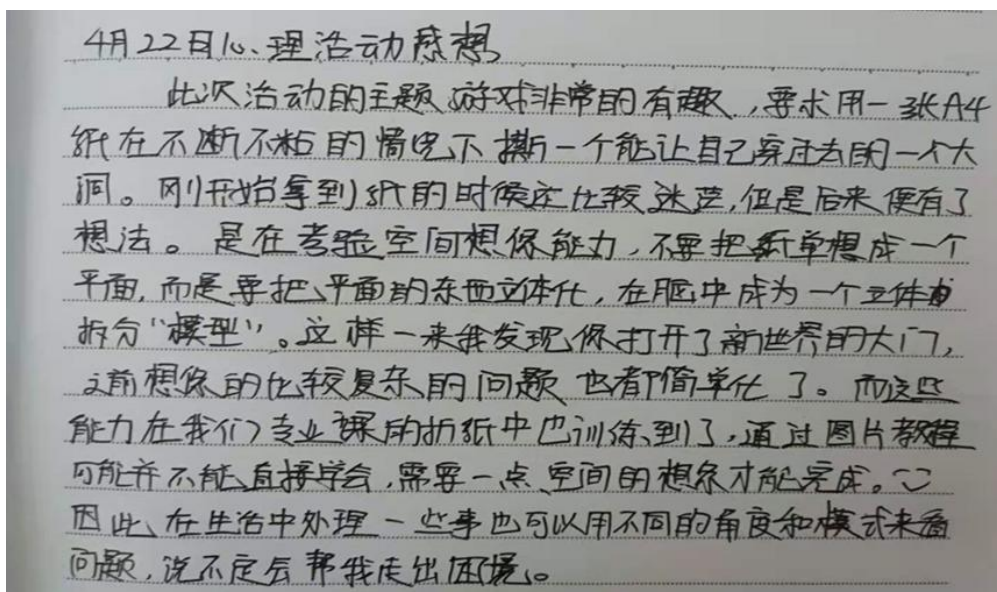 4月22日心理活动感想
此次活动的主题游戏非常的有趣,要求用一张A4
纸在不断不粘的情况下撕一个能让自己穿过去的一个大
洞。刚开始拿到纸的时候还比较迷茫,但是后来便有了
想法。是在考验空间想像能力,不要把纸单想成一个
平面,而是要把平面的东西立体化,在脑中成为一个立体
拆分“模型”。这样一来我发现像打开了新世界的大门,
之前想像的比较复杂的问题也都简单化了。而这些
能力在我们专业课的折纸中也训练到了,通过图片教程
可能并不能直接学会,需要一点空间的想象才能完成。
因此,在生活中处理一些事也可以用不同的角度和模式来看
问题,说不定会帮我走出困境。